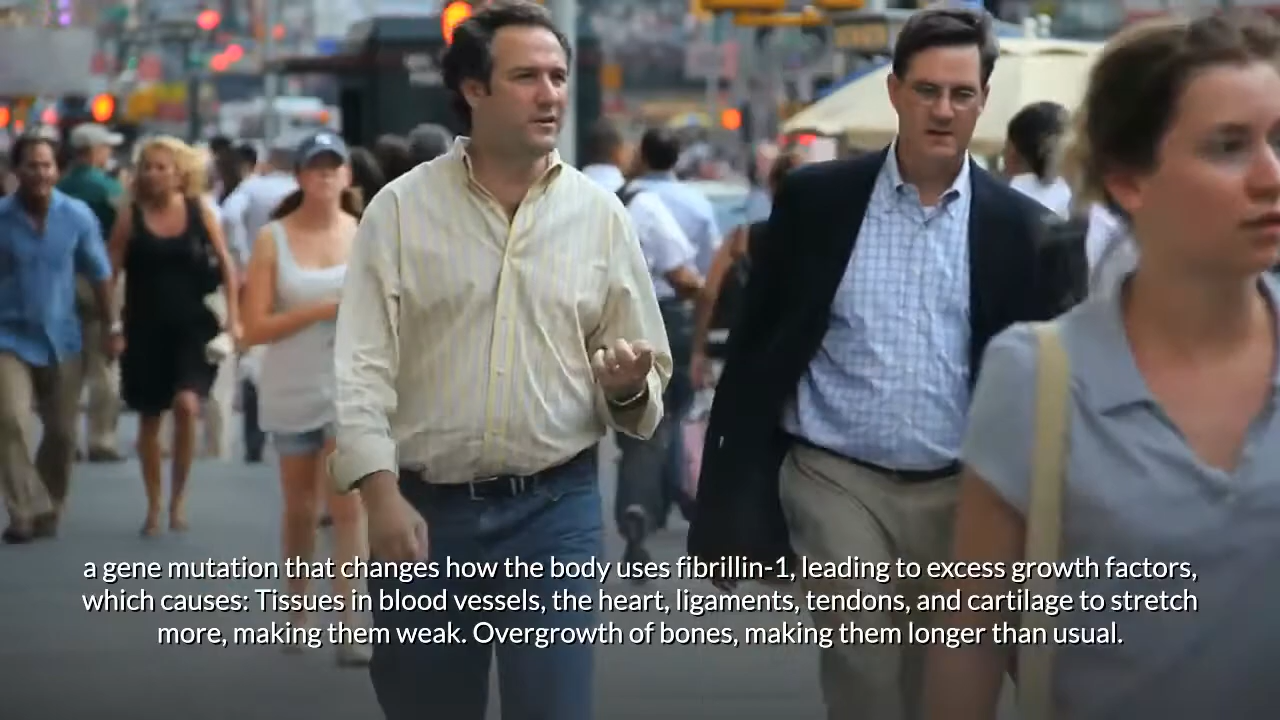 a gene mutation that changes how the body uses fibrillin-1, leading to excess growth factors,
which causes: Tissues in blood vessels, the heart, ligaments, tendons, and cartilage to stretch
more, making them weak. Overgrowth of bones, making them longer than usual.